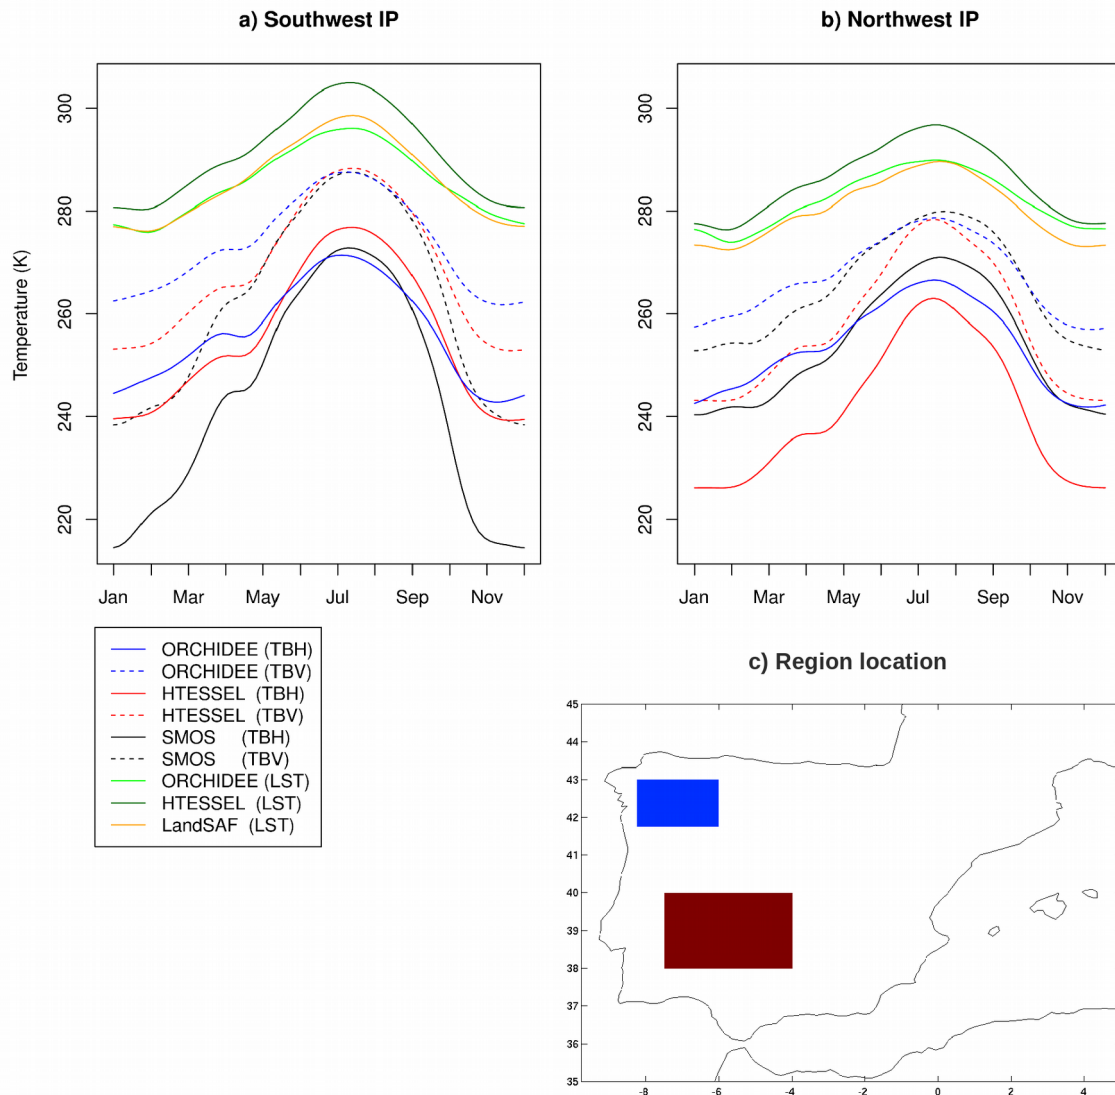 a) Southwest IP
b) Northwest IP
Temperature (K)
300
280
260
240
220
Jan Mar May Jul Sep Nov
300
280
260
240
220
Jan Mar May Jul Sep Nov
ORCHIDEE (TBH)
ORCHIDEE (TBV)
HTESSEL (TBH)
HTESSEL (TBV)
SMOS (TBH)
SMOS (TBV)
ORCHIDEE (LST)
HTESSEL (LST)
LandSAF (LST)
c) Region location
45
44
43
42
41
40
39
38
37
36
35
-8 -6 -4 -2 0 2 4